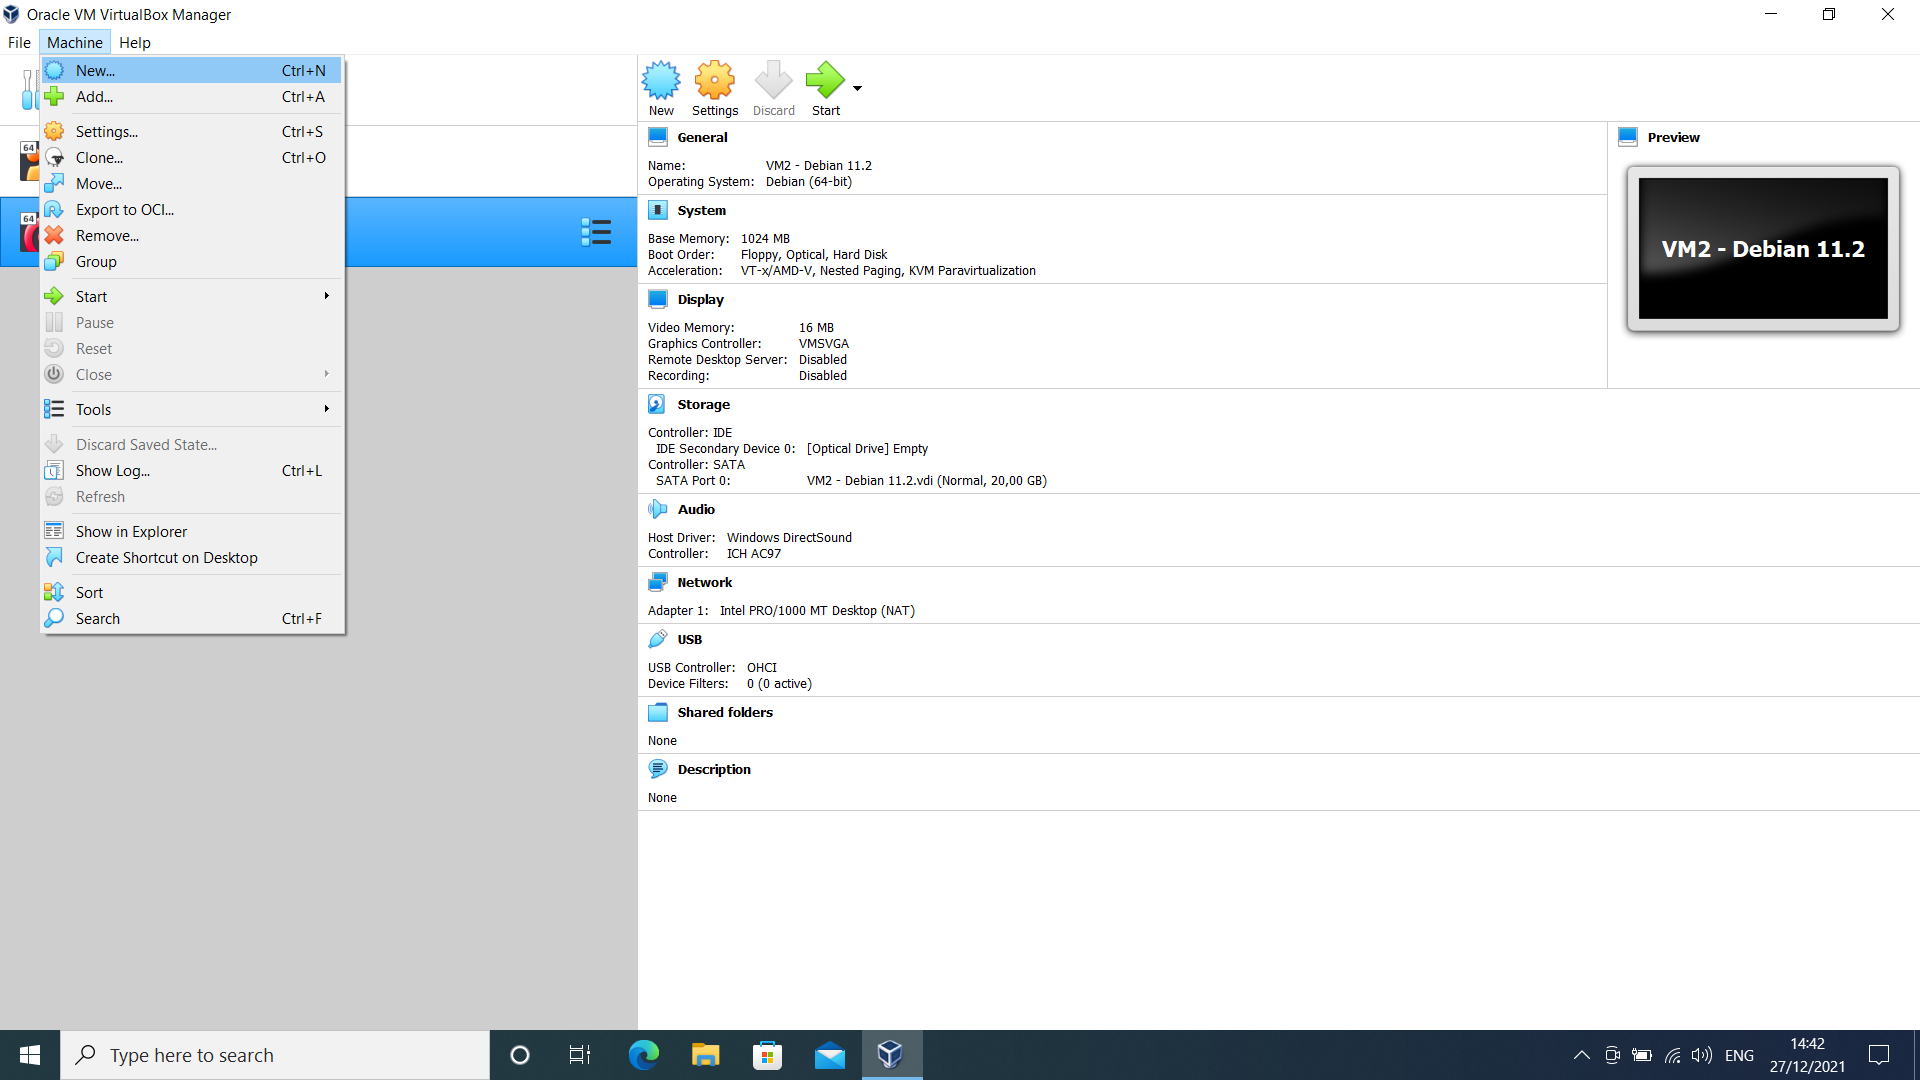 Oracle VM VirtualBox Manager
File Machine Help
New... Ctrl+N
Add... Ctrl+A
Settings... Ctrl+S
Clone... Ctrl+O
Move...
Export to OCI...
Remove...
Group
Start
Pause
Reset
Close
Tools
Discard Saved State...
Show Log... Ctrl+L
Refresh
Show in Explorer
Create Shortcut on Desktop
Sort
Search Ctrl+F
64
64
New Settings Discard Start
General
Name: VM2 - Debian 11.2
Operating System: Debian (64-bit)
System
Base Memory: 1024 MB
Boot Order: Floppy, Optical, Hard Disk
Acceleration: VT-x/AMD-V, Nested Paging, KVM Paravirtualization
Display
Video Memory: 16 MB
Graphics Controller: VMSVGA
Remote Desktop Server: Disabled
Recording: Disabled
Storage
Controller: IDE
IDE Secondary Device 0: [Optical Drive] Empty
Controller: SATA
SATA Port 0: VM2 - Debian 11.2.vdi (Normal, 20,00 GB)
Audio
Host Driver: Windows DirectSound
Controller: ICH AC97
Network
Adapter 1: Intel PRO/1000 MT Desktop (NAT)
USB
USB Controller: OHCI
Device Filters: 0 (0 active)
Shared folders
None
Description
None
Preview
VM2 - Debian 11.2
Type here to search
ENG
14:42
27/12/2021